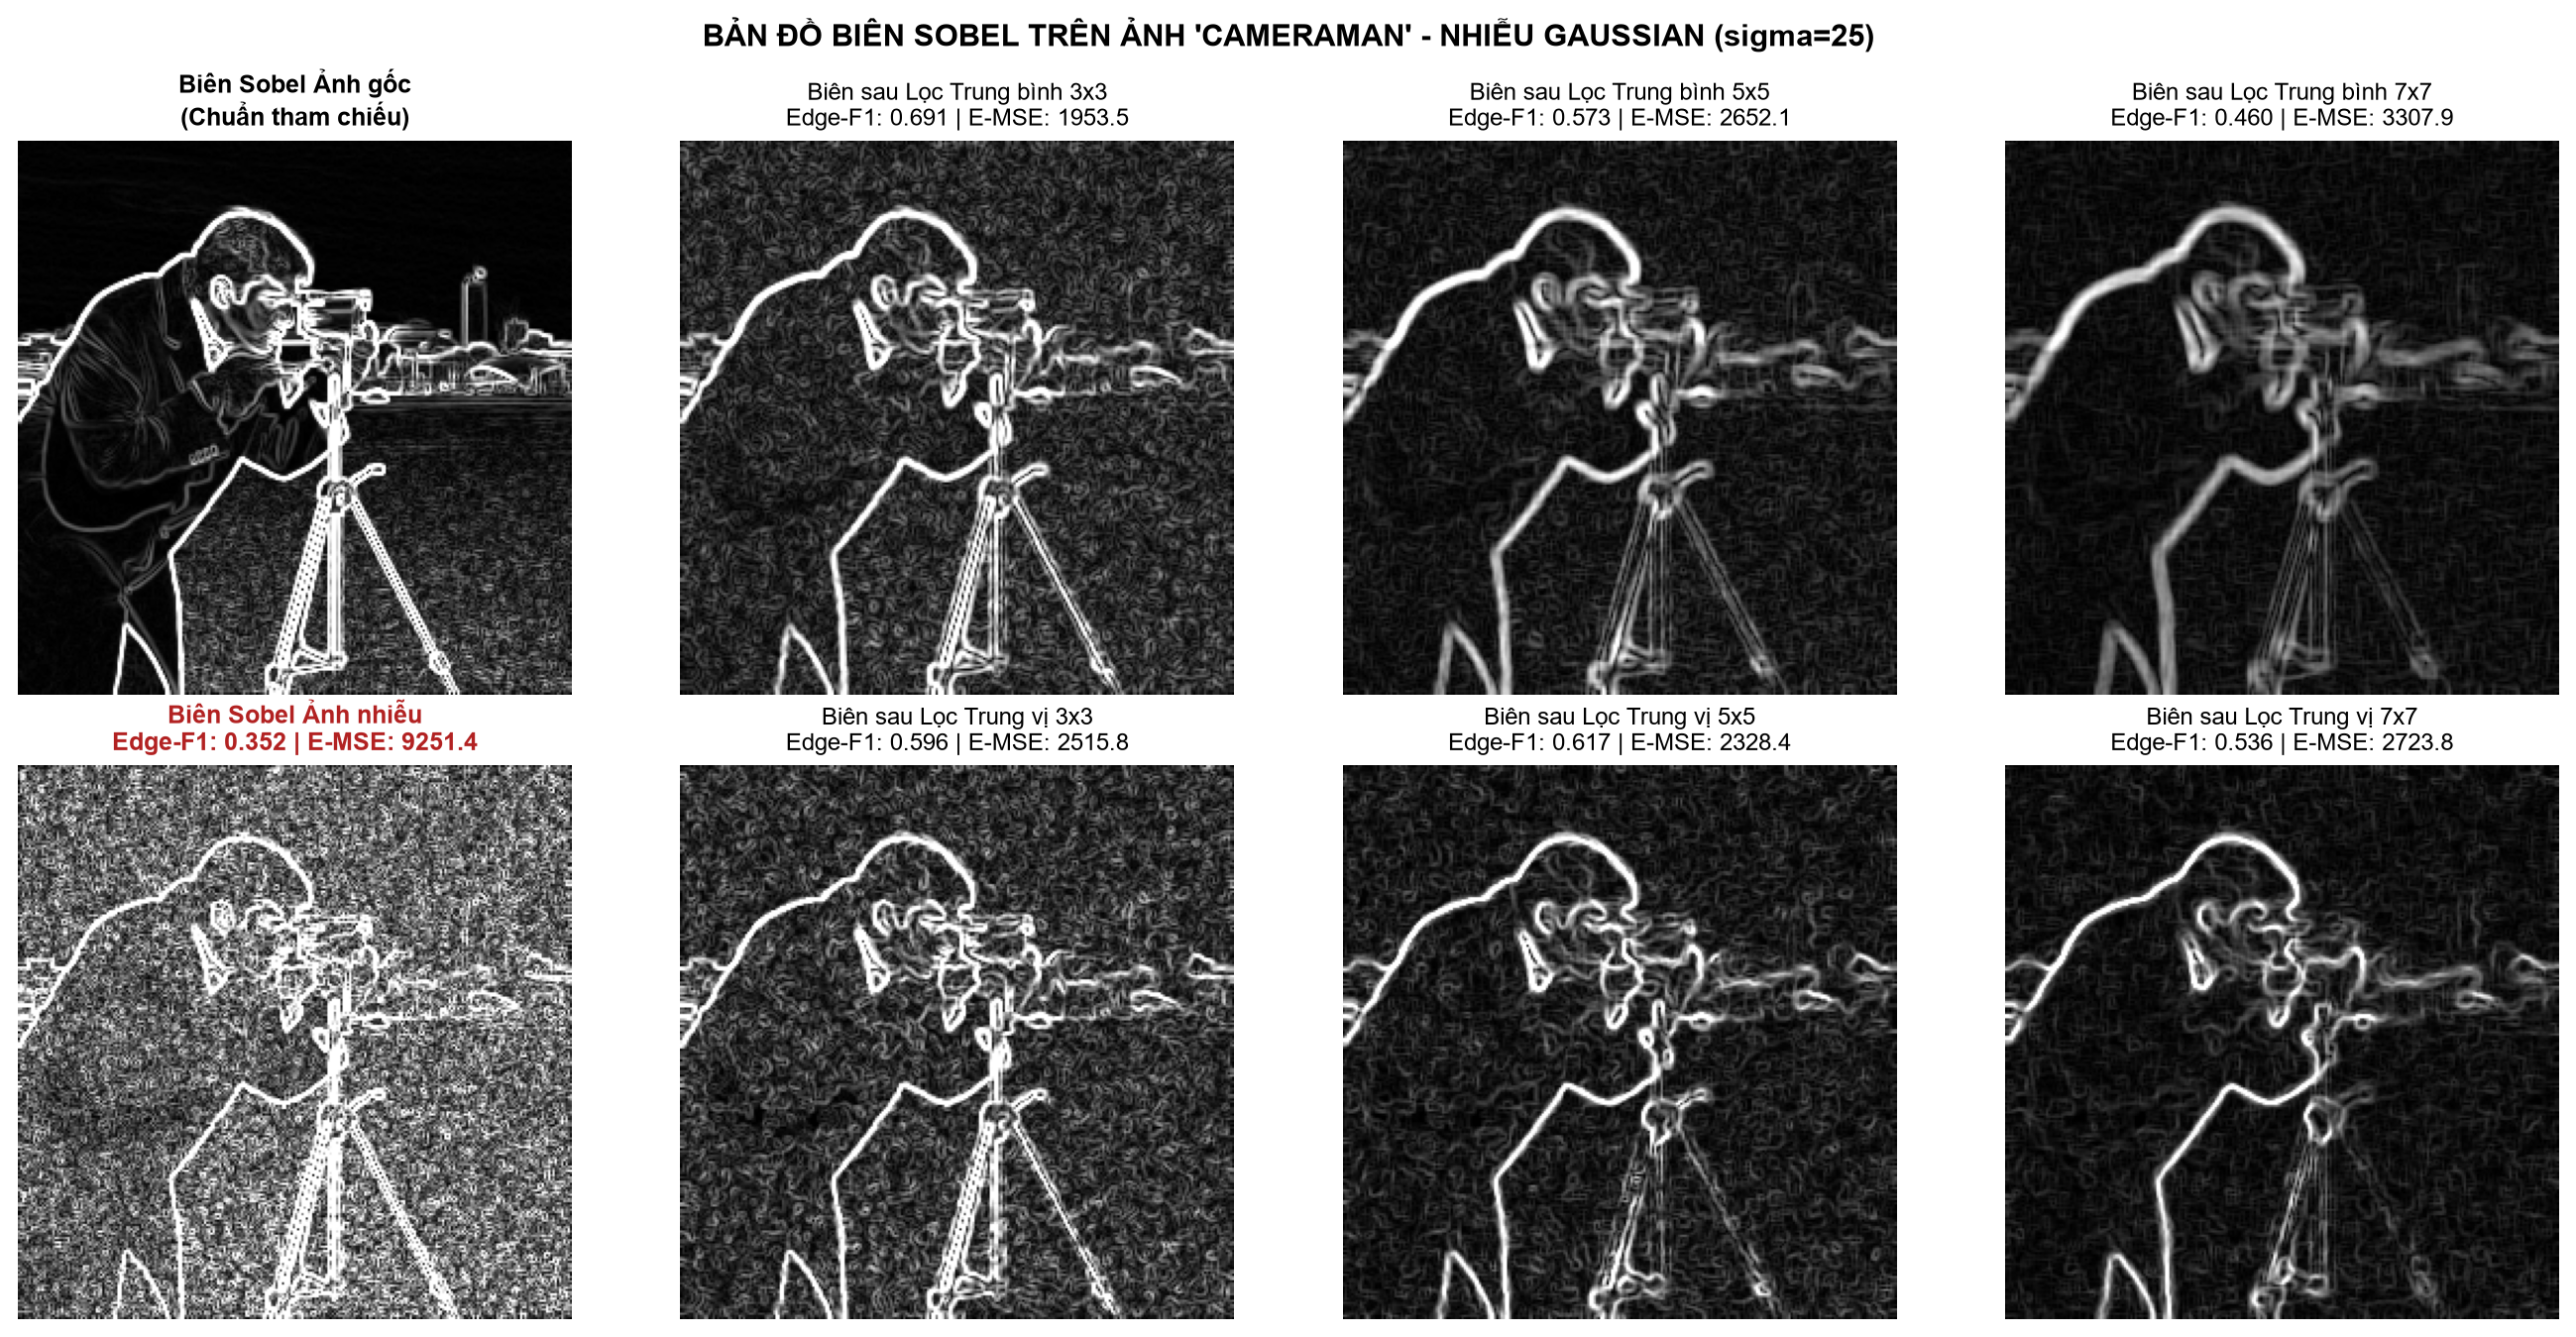 BẢN ĐỒ BIÊN SOBEL TRÊN ẢNH 'CAMERAMAN' - NHIỄU GAUSSIAN (sigma=25)
Biên Sobel Ảnh gốc
(Chuẩn tham chiếu)
Biên sau Lọc Trung bình 3x3
Edge-F1: 0.691 | E-MSE: 1953.5
Biên sau Lọc Trung bình 5x5
Edge-F1: 0.573 | E-MSE: 2652.1
Biên sau Lọc Trung bình 7x7
Edge-F1: 0.460 | E-MSE: 3307.9
Biên Sobel Ảnh nhiễu
Edge-F1: 0.352 | E-MSE: 9251.4
Biên sau Lọc Trung vị 3x3
Edge-F1: 0.596 | E-MSE: 2515.8
Biên sau Lọc Trung vị 5x5
Edge-F1: 0.617 | E-MSE: 2328.4
Biên sau Lọc Trung vị 7x7
Edge-F1: 0.536 | E-MSE: 2723.8